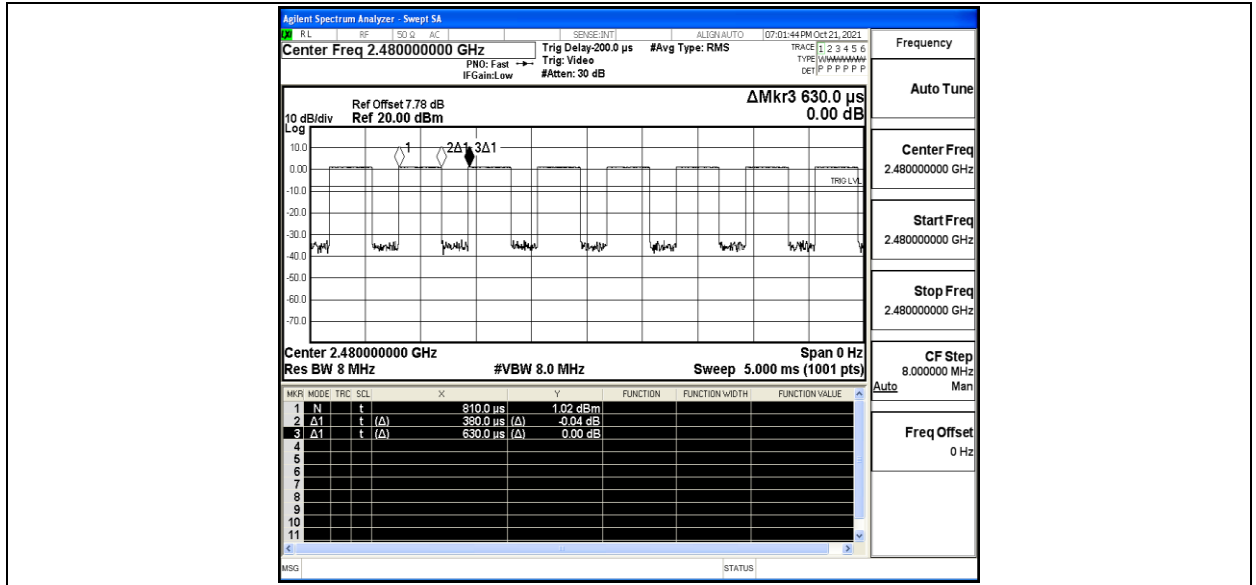 Agilent Spectrum Analyzer - Swept SA
LXI RL RF 50 Ω AC SENSE:INT ALIGN AUTO 07:01:44 PM Oct 21, 2021
Center Freq 2.480000000 GHz
PNO: Fast
IFGain:Low
Trig Delay-200.0 µs
Trig: Video
#Atten: 30 dB
#Avg Type: RMS
TRACE 1 2 3 4 5 6
TYPE WWWWWW
DET P P P P P P
Ref Offset 7.78 dB
10 dB/div Ref 20.00 dBm
Log
ΔMkr3 630.0 µs
0.00 dB
1 2Δ1 3Δ1
TRIG LVL
10.0
0.00
-10.0
-20.0
-30.0
-40.0
-50.0
-60.0
-70.0
Center 2.480000000 GHz Span 0 Hz
Res BW 8 MHz #VBW 8.0 MHz Sweep 5.000 ms (1001 pts)
MKR MODE TRC SCL X Y FUNCTION FUNCTION WIDTH FUNCTION VALUE
1 N t 810.0 µs 1.02 dBm
2 Δ1 t (Δ) 380.0 µs (Δ) -0.04 dB
3 Δ1 t (Δ) 630.0 µs (Δ) 0.00 dB
4
5
6
7
8
9
10
11
MSG STATUS
Frequency
Auto Tune
Center Freq
2.480000000 GHz
Start Freq
2.480000000 GHz
Stop Freq
2.480000000 GHz
CF Step
8.000000 MHz
Auto Man
Freq Offset
0 Hz